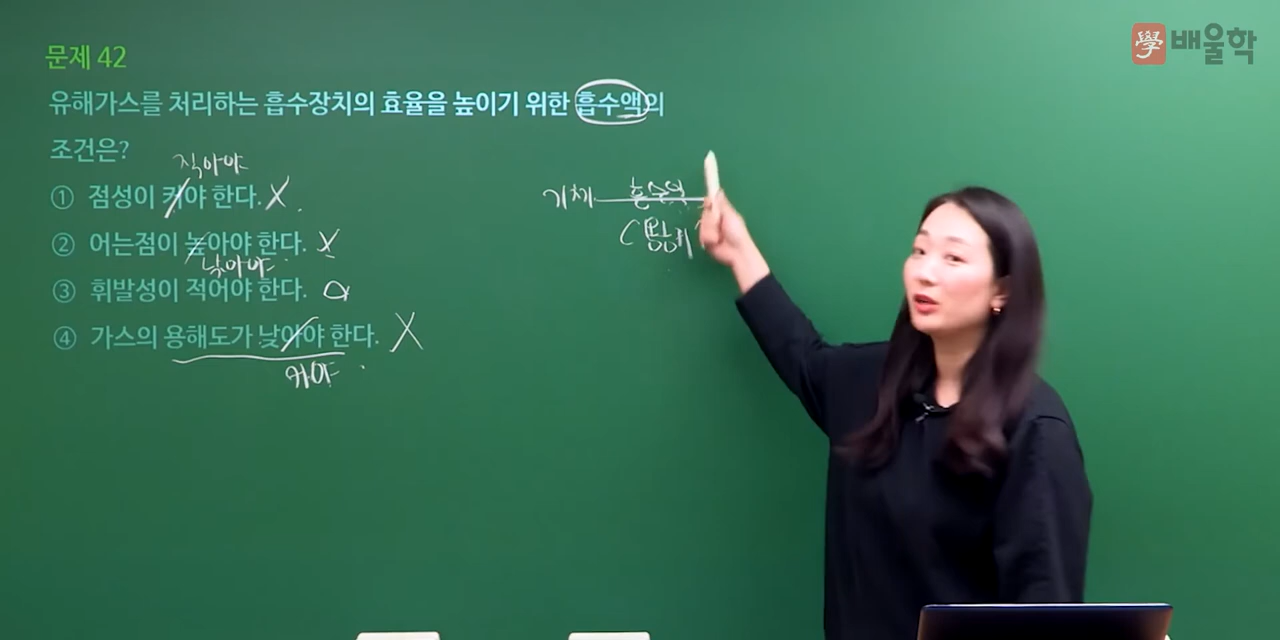 學 배울학
문제 42
유해가스를 처리하는 흡수장치의 효율을 높이기 위한 흡수액의
조건은?
작아야
① 점성이 커야 한다. X
② 어는점이 높아야 한다. X
낮아야
③ 휘발성이 적어야 한다. O
④ 가스의 용해도가 낮아야 한다. X
커야
기체 흡수액